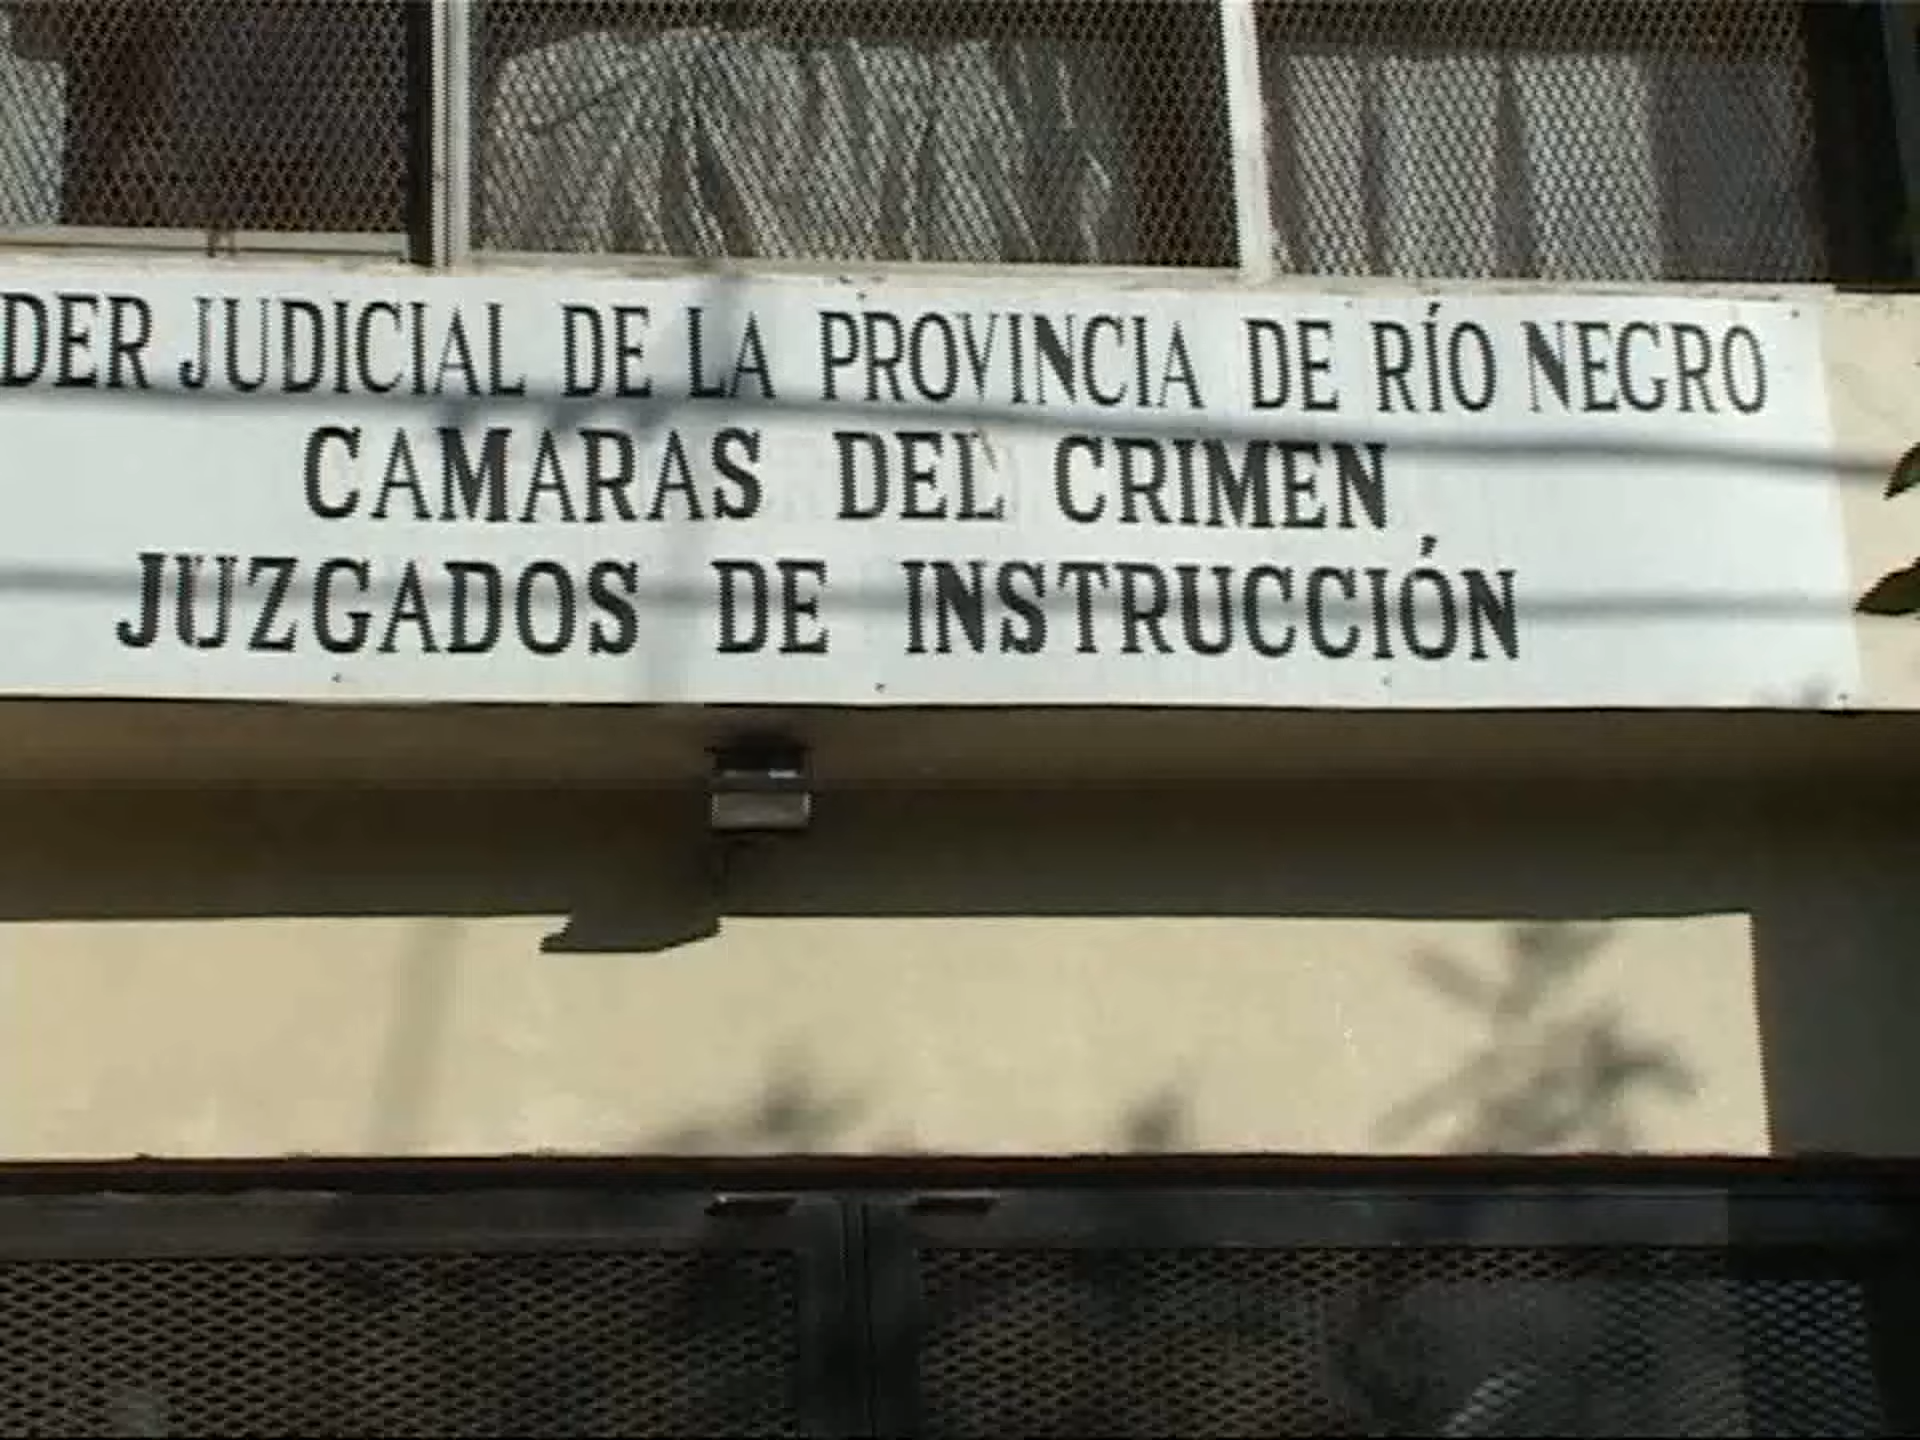 DER JUDICIAL DE LA PROVINCIA DE RÍO NEGRO
CAMARAS DEL CRIMEN
JUZGADOS DE INSTRUCCIÓN